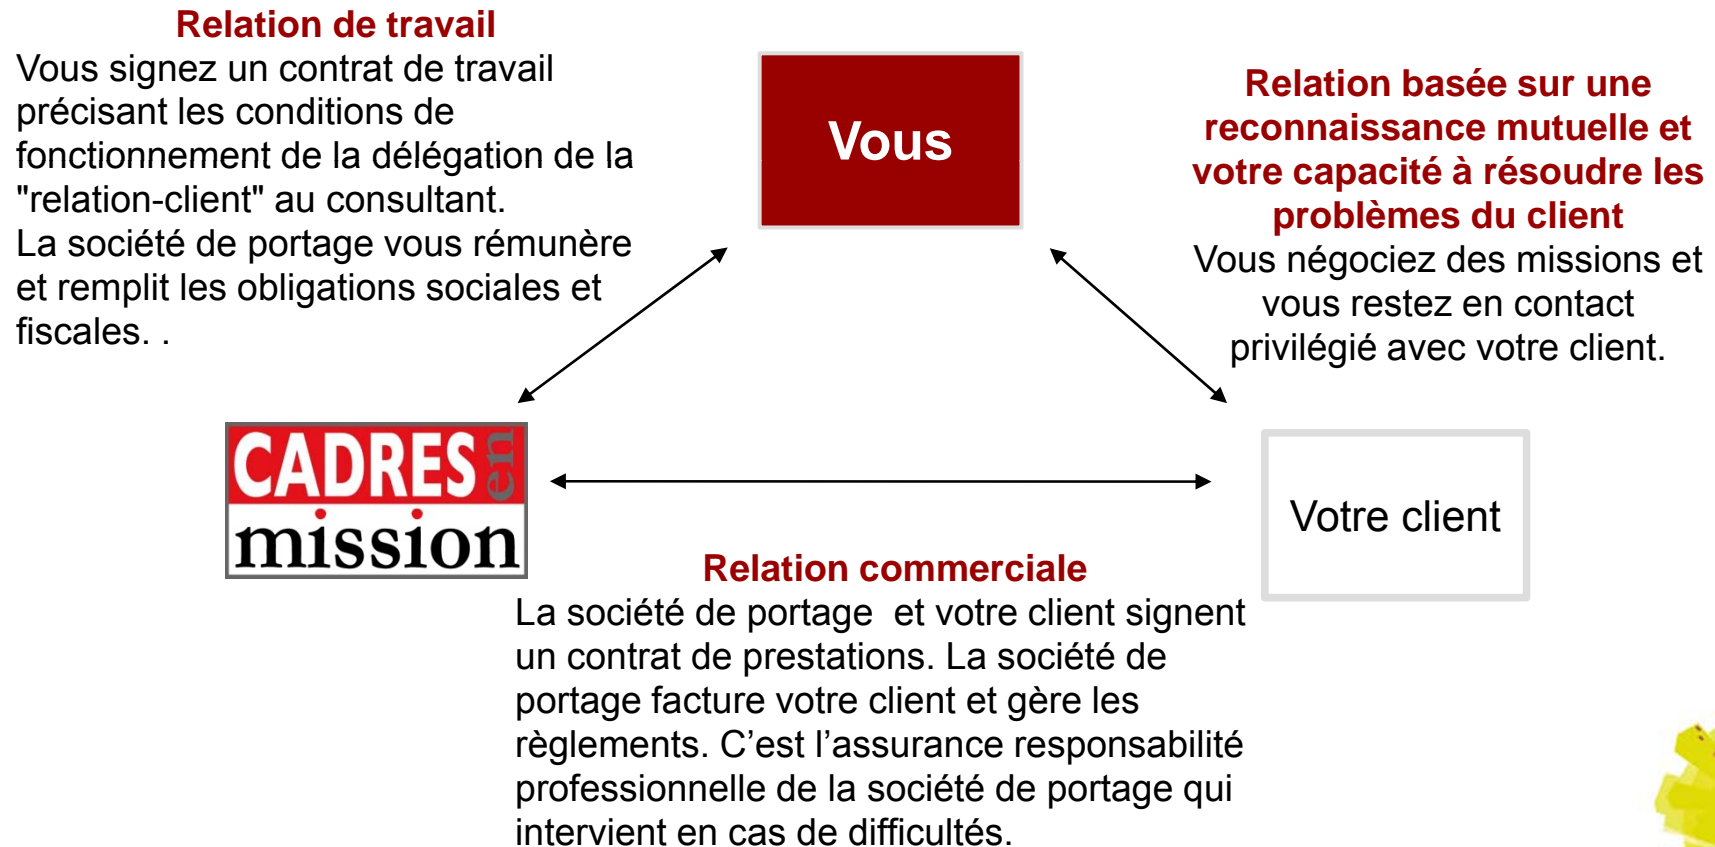 Relation de travail
Vous signez un contrat de travail
précisant les conditions de
fonctionnement de la délégation de la
"relation-client" au consultant.
La société de portage vous rémunère
et remplit les obligations sociales et
fiscales. .
Vous
Relation basée sur une
reconnaissance mutuelle et
votre capacité à résoudre les
problèmes du client
Vous négociez des missions et
vous restez en contact
privilégié avec votre client.
CADRES en
mission
Votre client
Relation commerciale
La société de portage  et votre client signent
un contrat de prestations. La société de
portage facture votre client et gère les
règlements. C’est l’assurance responsabilité
professionnelle de la société de portage qui
intervient en cas de difficultés.